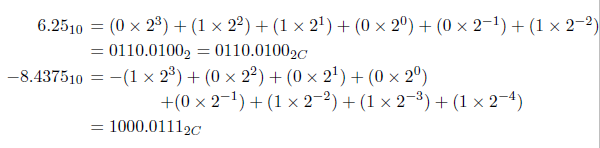 6.25₁₀ = (0 × 2³) + (1 × 2²) + (1 × 2¹) + (0 × 2⁰) + (0 × 2⁻¹) + (1 × 2⁻²)
= 0110.0100₂ = 0110.0100₂C
−8.4375₁₀ = −(1 × 2³) + (0 × 2²) + (0 × 2¹) + (0 × 2⁰)
+(0 × 2⁻¹) + (1 × 2⁻²) + (1 × 2⁻³) + (1 × 2⁻⁴)
= 1000.0111₂C